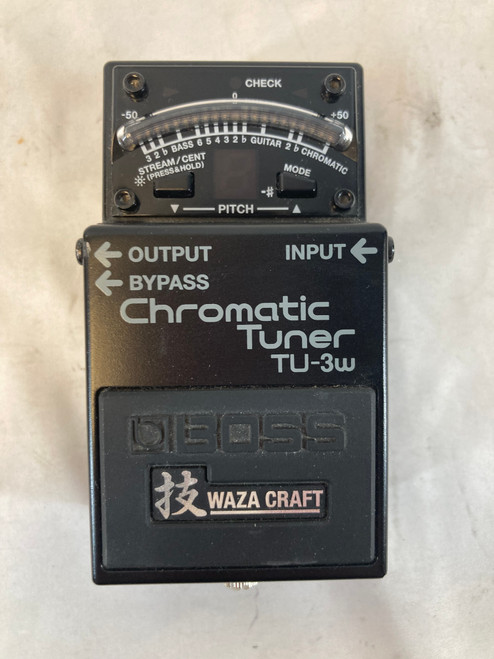 CHECK
-50 0 +50
3 2♭ BASS 6 5 4 3 2♭ GUITAR 2♭ CHROMATIC
STREAM/CENT
(PRESS&HOLD)
MODE
-#
▼ PITCH ▲
OUTPUT
INPUT
BYPASS
Chromatic
Tuner
TU-3w
BOSS
技 WAZA CRAFT